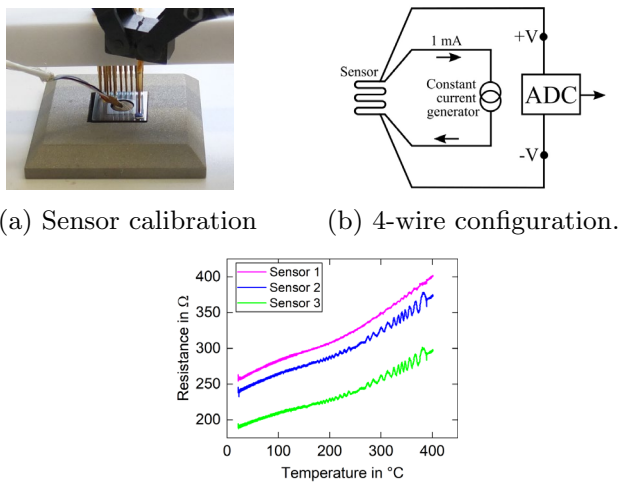 1 mA
+V
Sensor
Constant
current
generator
ADC
-V
(a) Sensor calibration
(b) 4-wire configuration.
Sensor 1
Sensor 2
Sensor 3
400
350
300
250
200
Resistance in Ω
0 100 200 300 400
Temperature in °C